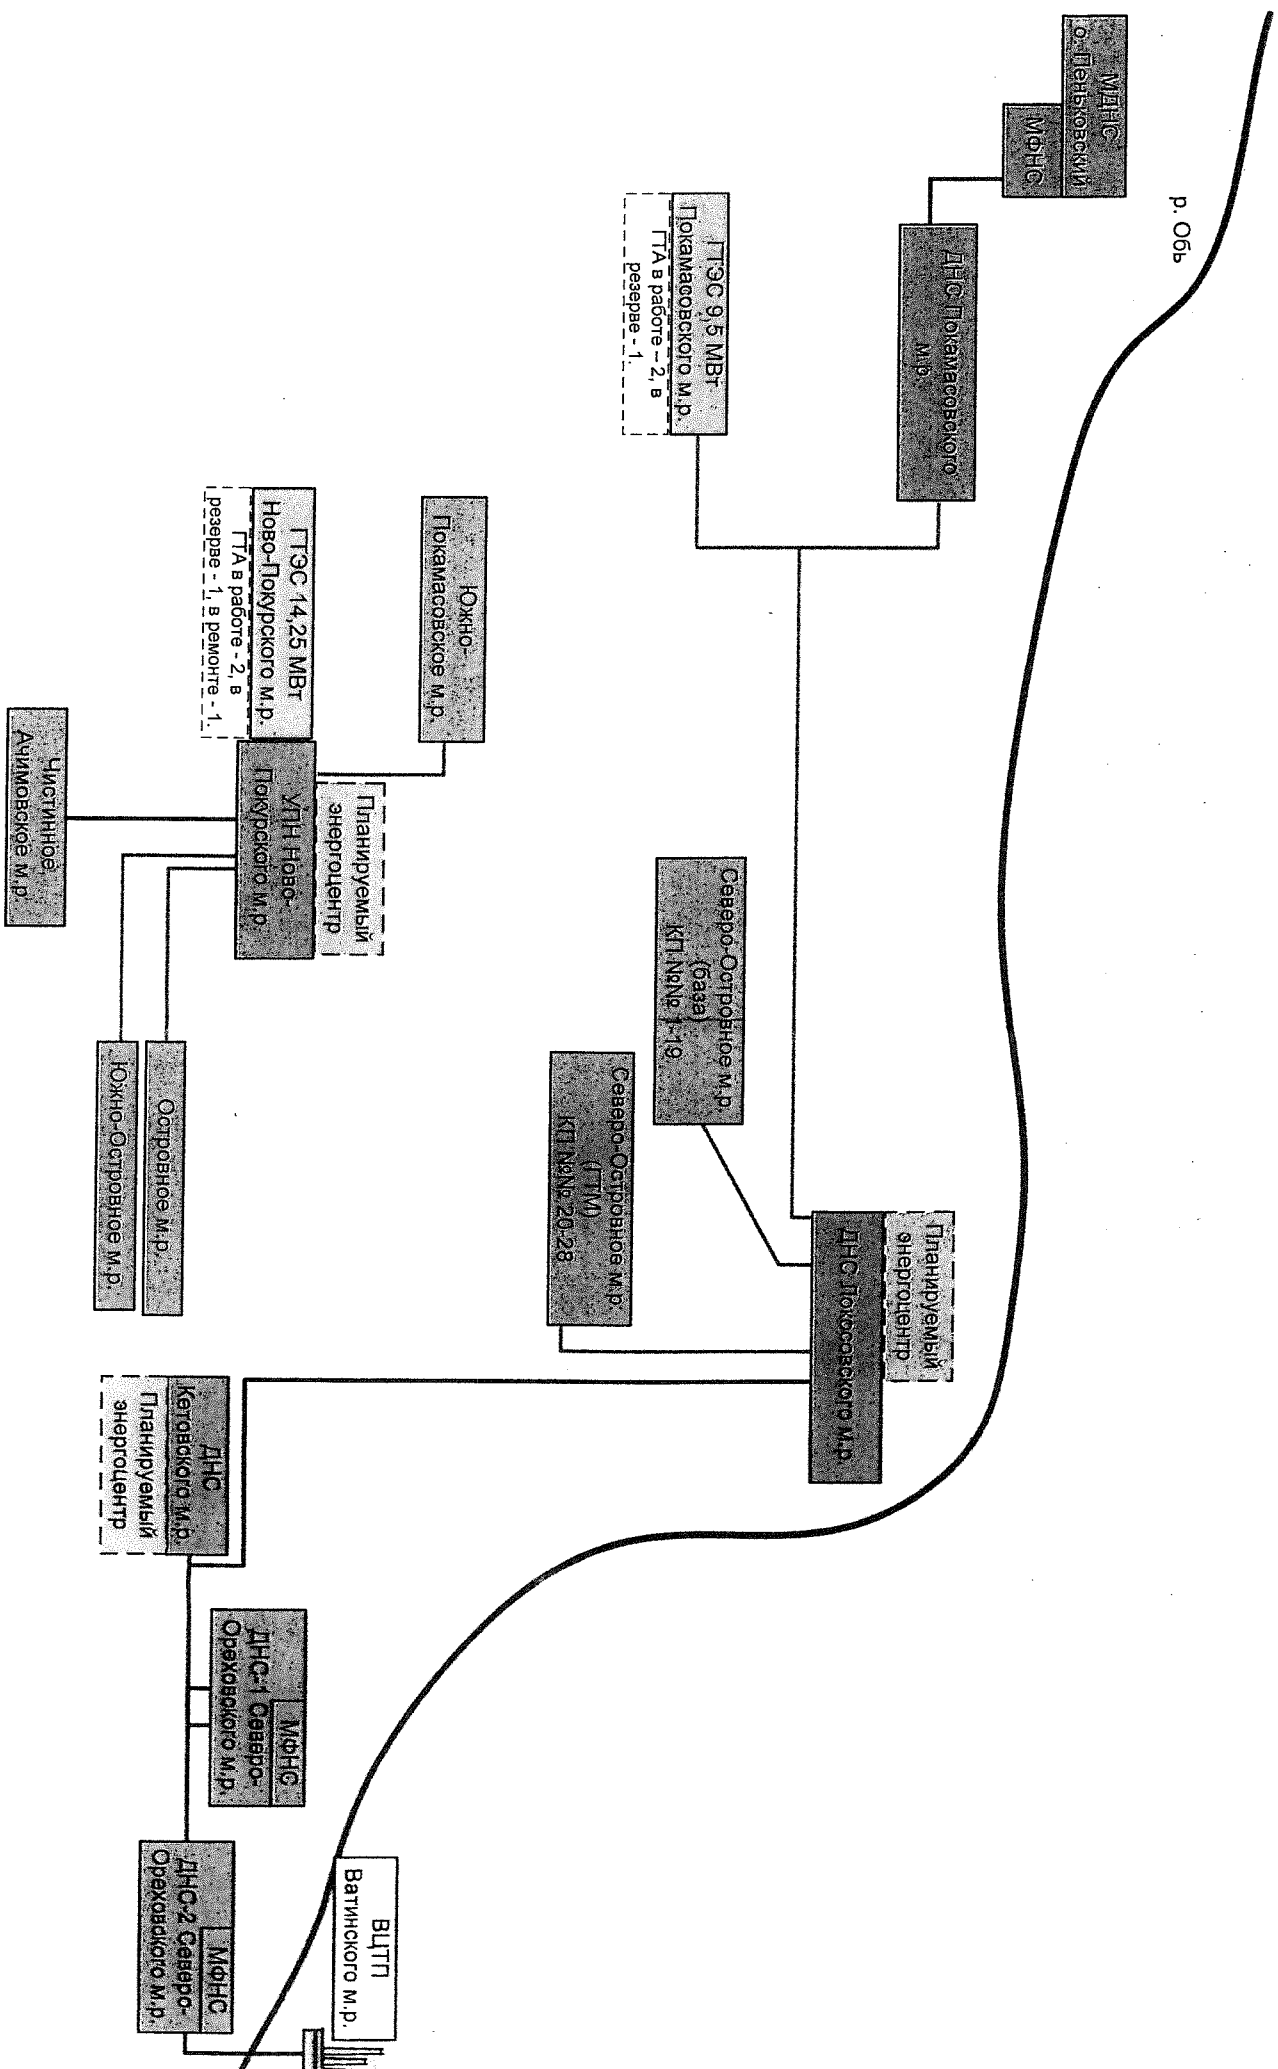 р. Обь
МДНС
о. Пеньковский
МФНС
ДНС Покамасовского
м.р.
ГТЭС 9,5 МВт
Покамасовского м.р.
ГТА в работе – 2, в
резерве - 1.
Южно-
Покамасовское м.р.
ГТЭС 14,25 МВт
Ново-Покурского м.р.
ГТА в работе - 2, в
резерве - 1, в ремонте - 1.
Планируемый
энергоцентр
УПН Ново-
Покурского м.р.
Чистинное,
Ачимовское м.р.
Островное м.р.
Южно-Островное м.р.
Северо-Островное м.р.
(база)
КП №№ 1-19
Северо-Островное м.р.
(ГТМ)
КП №№ 20-28
Планируемый
энергоцентр
ДНС Покосовского м.р.
ДНС
Кетовского м.р.
Планируемый
энергоцентр
МФНС
ДНС-1 Северо-
Ореховского м.р.
МФНС
ДНС-2 Северо-
Ореховского м.р.
ВЦТП
Ватинского м.р.